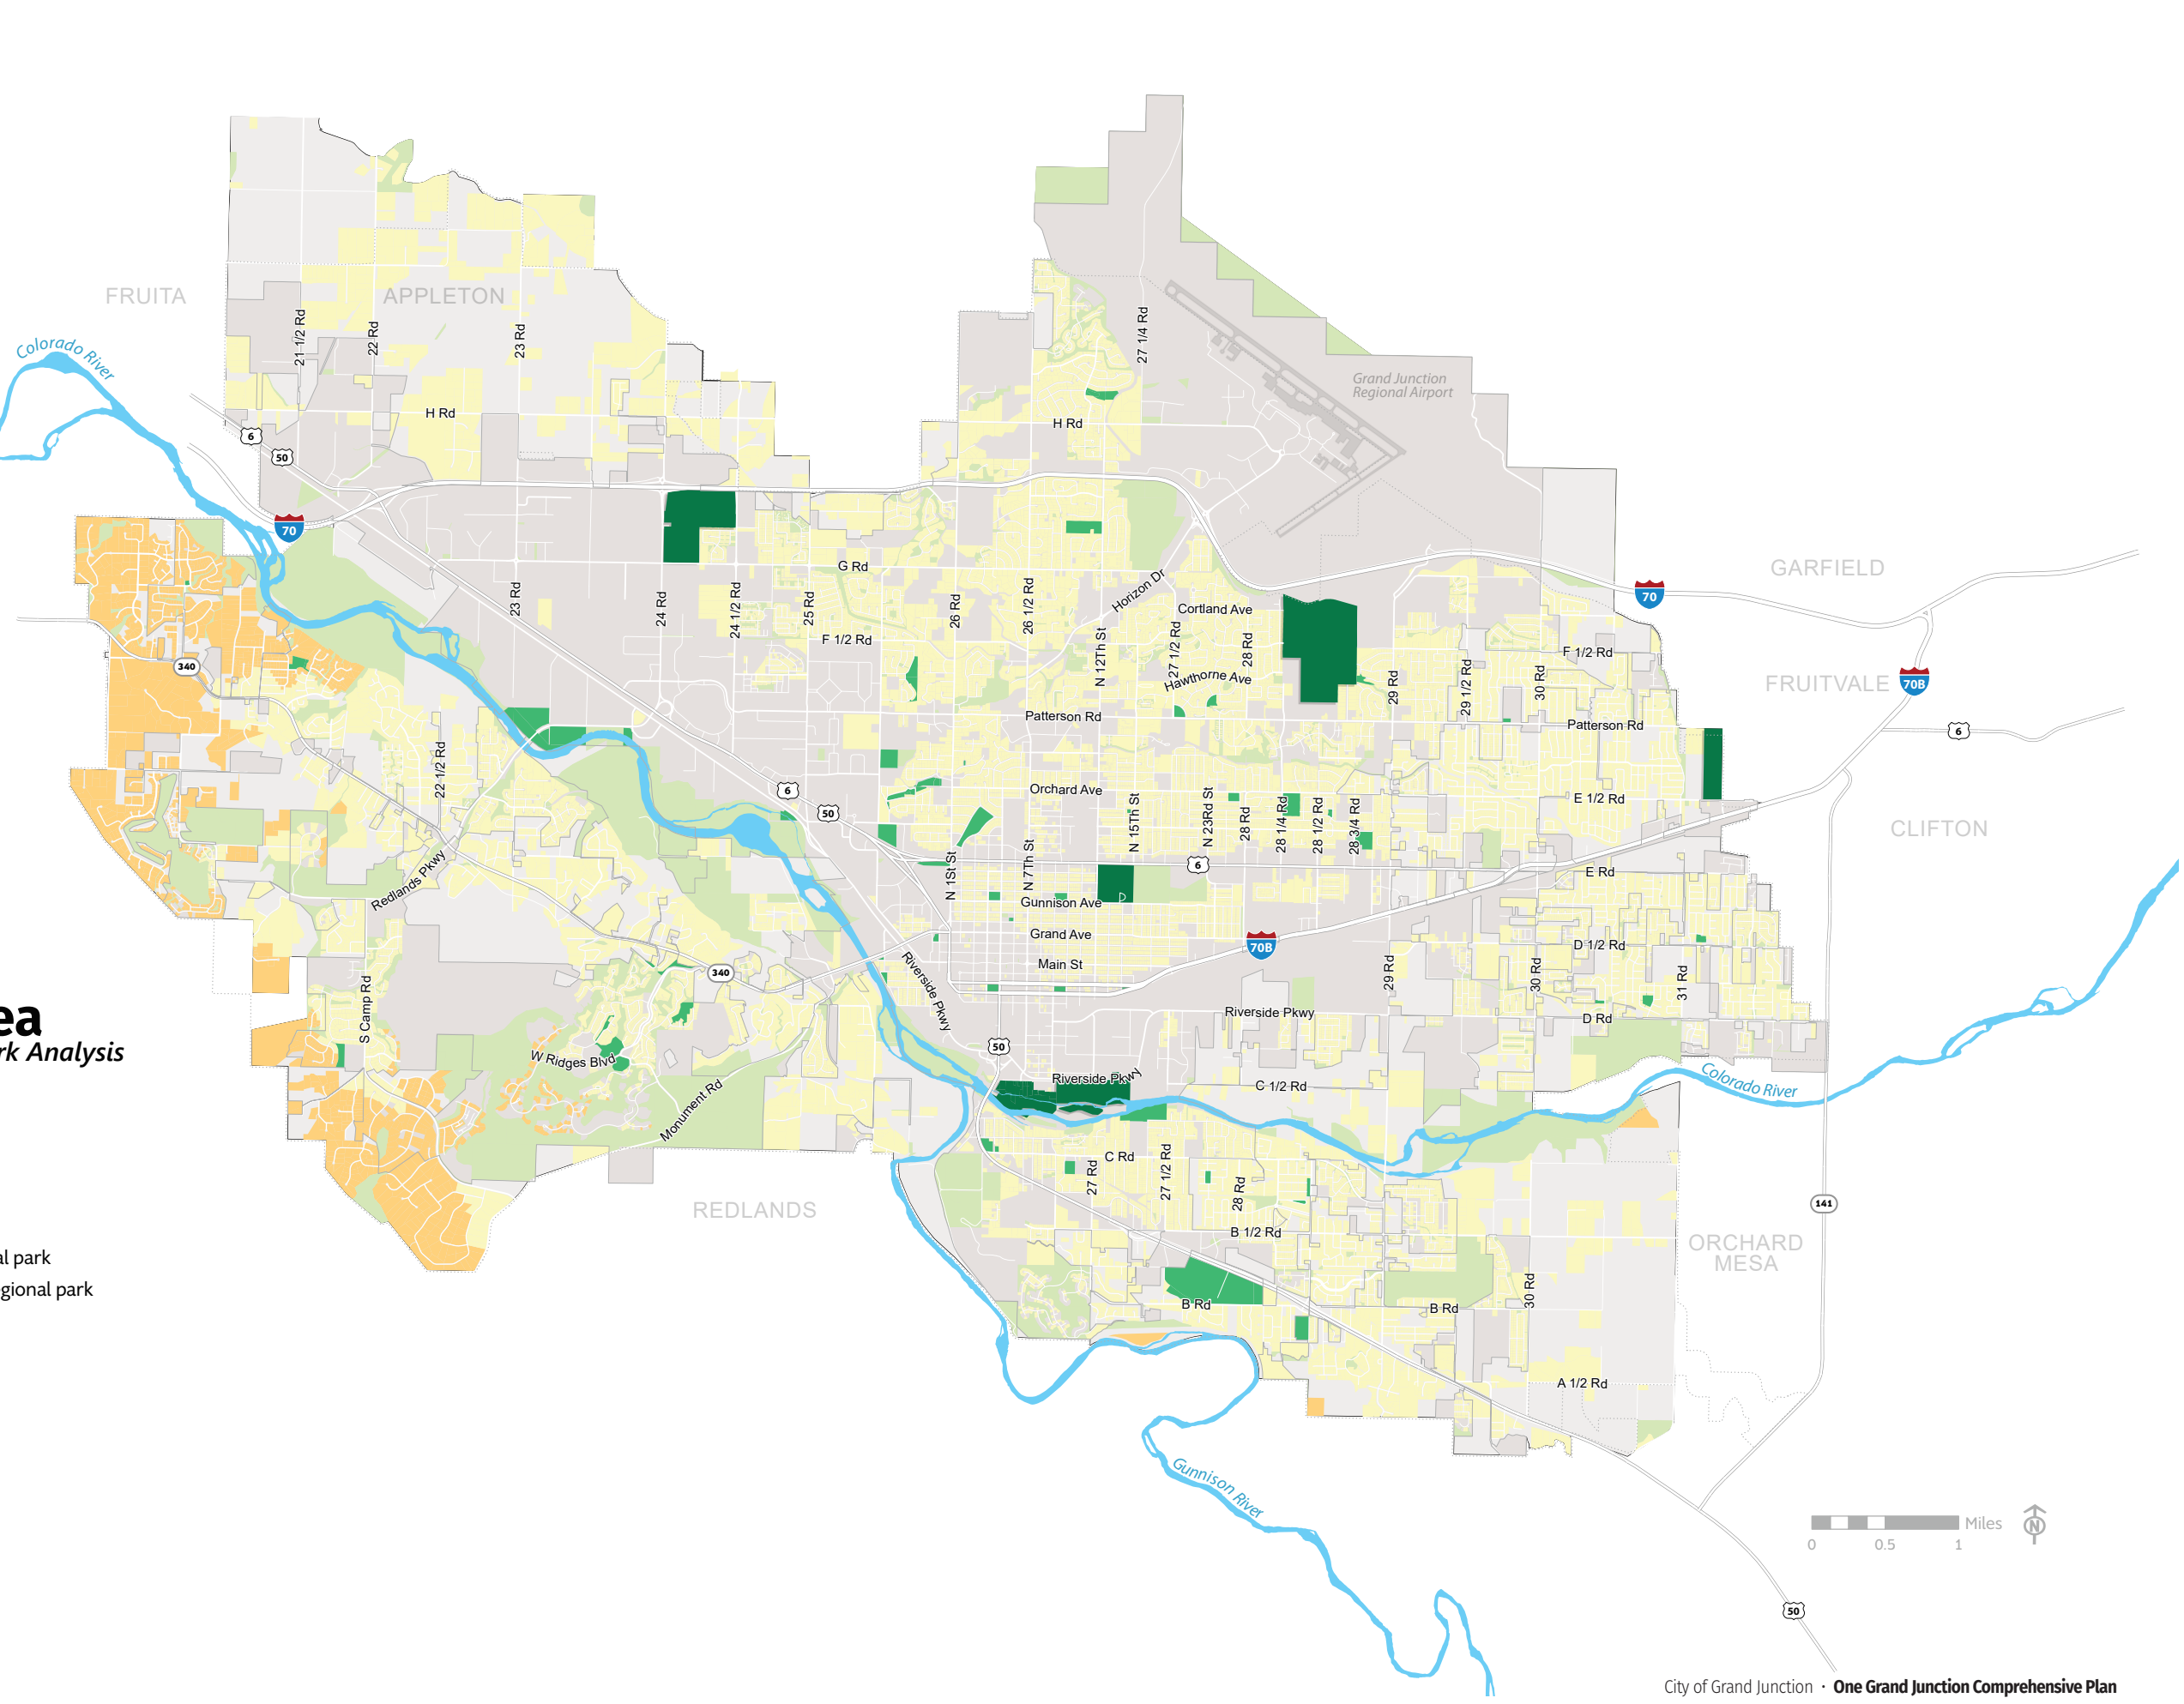 FRUITA
APPLETON
Colorado River
21 1/2 Rd
22 Rd
23 Rd
27 1/4 Rd
Grand Junction
Regional Airport
H Rd
H Rd
6
50
70
G Rd
23 Rd
24 Rd
24 1/2 Rd
25 Rd
26 Rd
26 1/2 Rd
Horizon Dr
Cortland Ave
F 1/2 Rd
N 12Th St
27 1/2 Rd
28 Rd
Hawthorne Ave
29 Rd
29 1/2 Rd
30 Rd
F 1/2 Rd
GARFIELD
70
FRUITVALE
70B
6
340
Patterson Rd
Patterson Rd
22 1/2 Rd
6
50
Orchard Ave
N 15Th St
N 23Rd St
28 Rd
28 1/4 Rd
28 1/2 Rd
28 3/4 Rd
E 1/2 Rd
CLIFTON
Redlands Pkwy
N 1St St
N 7Th St
6
E Rd
Gunnison Ave
Grand Ave
Main St
70B
D 1/2 Rd
340
Riverside Pkwy
S Camp Rd
29 Rd
30 Rd
31 Rd
ea
rk Analysis
Riverside Pkwy
D Rd
50
W Ridges Blvd
Monument Rd
Riverside Pkwy
C 1/2 Rd
Colorado River
C Rd
27 Rd
27 1/2 Rd
28 Rd
REDLANDS
B 1/2 Rd
141
ORCHARD
MESA
al park
gional park
B Rd
B Rd
30 Rd
A 1/2 Rd
Gunnison River
Miles
N
0
0.5
1
50
City of Grand Junction · One Grand Junction Comprehensive Plan